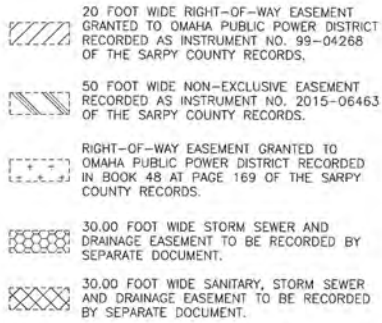 20 FOOT WIDE RIGHT-OF-WAY EASEMENT
GRANTED TO OMAHA PUBLIC POWER DISTRICT
RECORDED AS INSTRUMENT NO. 99-04268
OF THE SARPY COUNTY RECORDS.
50 FOOT WIDE NON-EXCLUSIVE EASEMENT
RECORDED AS INSTRUMENT NO. 2015-06463
OF THE SARPY COUNTY RECORDS.
RIGHT-OF-WAY EASEMENT GRANTED TO
OMAHA PUBLIC POWER DISTRICT RECORDED
IN BOOK 48 AT PAGE 169 OF THE SARPY
COUNTY RECORDS.
30.00 FOOT WIDE STORM SEWER AND
DRAINAGE EASEMENT TO BE RECORDED BY
SEPARATE DOCUMENT.
30.00 FOOT WIDE SANITARY, STORM SEWER
AND DRAINAGE EASEMENT TO BE RECORDED
BY SEPARATE DOCUMENT.